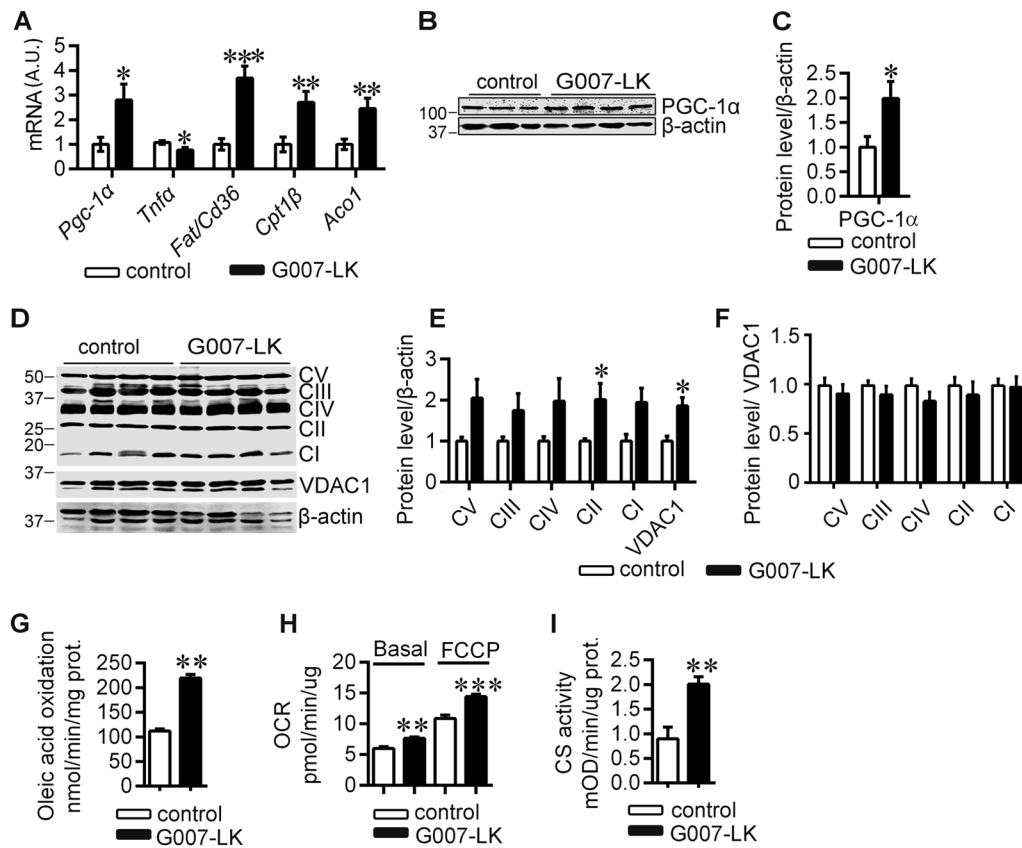 A
mRNA (A.U.)
5
4
3
2
1
0
* * *** ** **
Pgc-1α Tnfα Fat/Cd36 Cpt1β Aco1
control G007-LK
B
control G007-LK
100
37
PGC-1α
β-actin
C
Protein level/β-actin
2.5
2.0
1.5
1.0
0.5
0.0
*
PGC-1α
control
G007-LK
D
control G007-LK
50
37
25
20
37
37
CV
CIII
CIV
CII
CI
VDAC1
β-actin
E
Protein level/β-actin
3
2
1
0
* *
CV CIII CIV CII CI VDAC1
F
Protein level/ VDAC1
1.5
1.0
0.5
0
CV CIII CIV CII CI
control G007-LK
G
Oleic acid oxidation
nmol/min/mg prot.
250
200
150
100
50
0
**
control
G007-LK
H
OCR
pmol/min/ug
20
15
10
5
0
Basal FCCP
** ***
control
G007-LK
I
CS activity
mOD/min/ug prot.
2.5
2.0
1.5
1.0
0.5
0.0
**
control
G007-LK